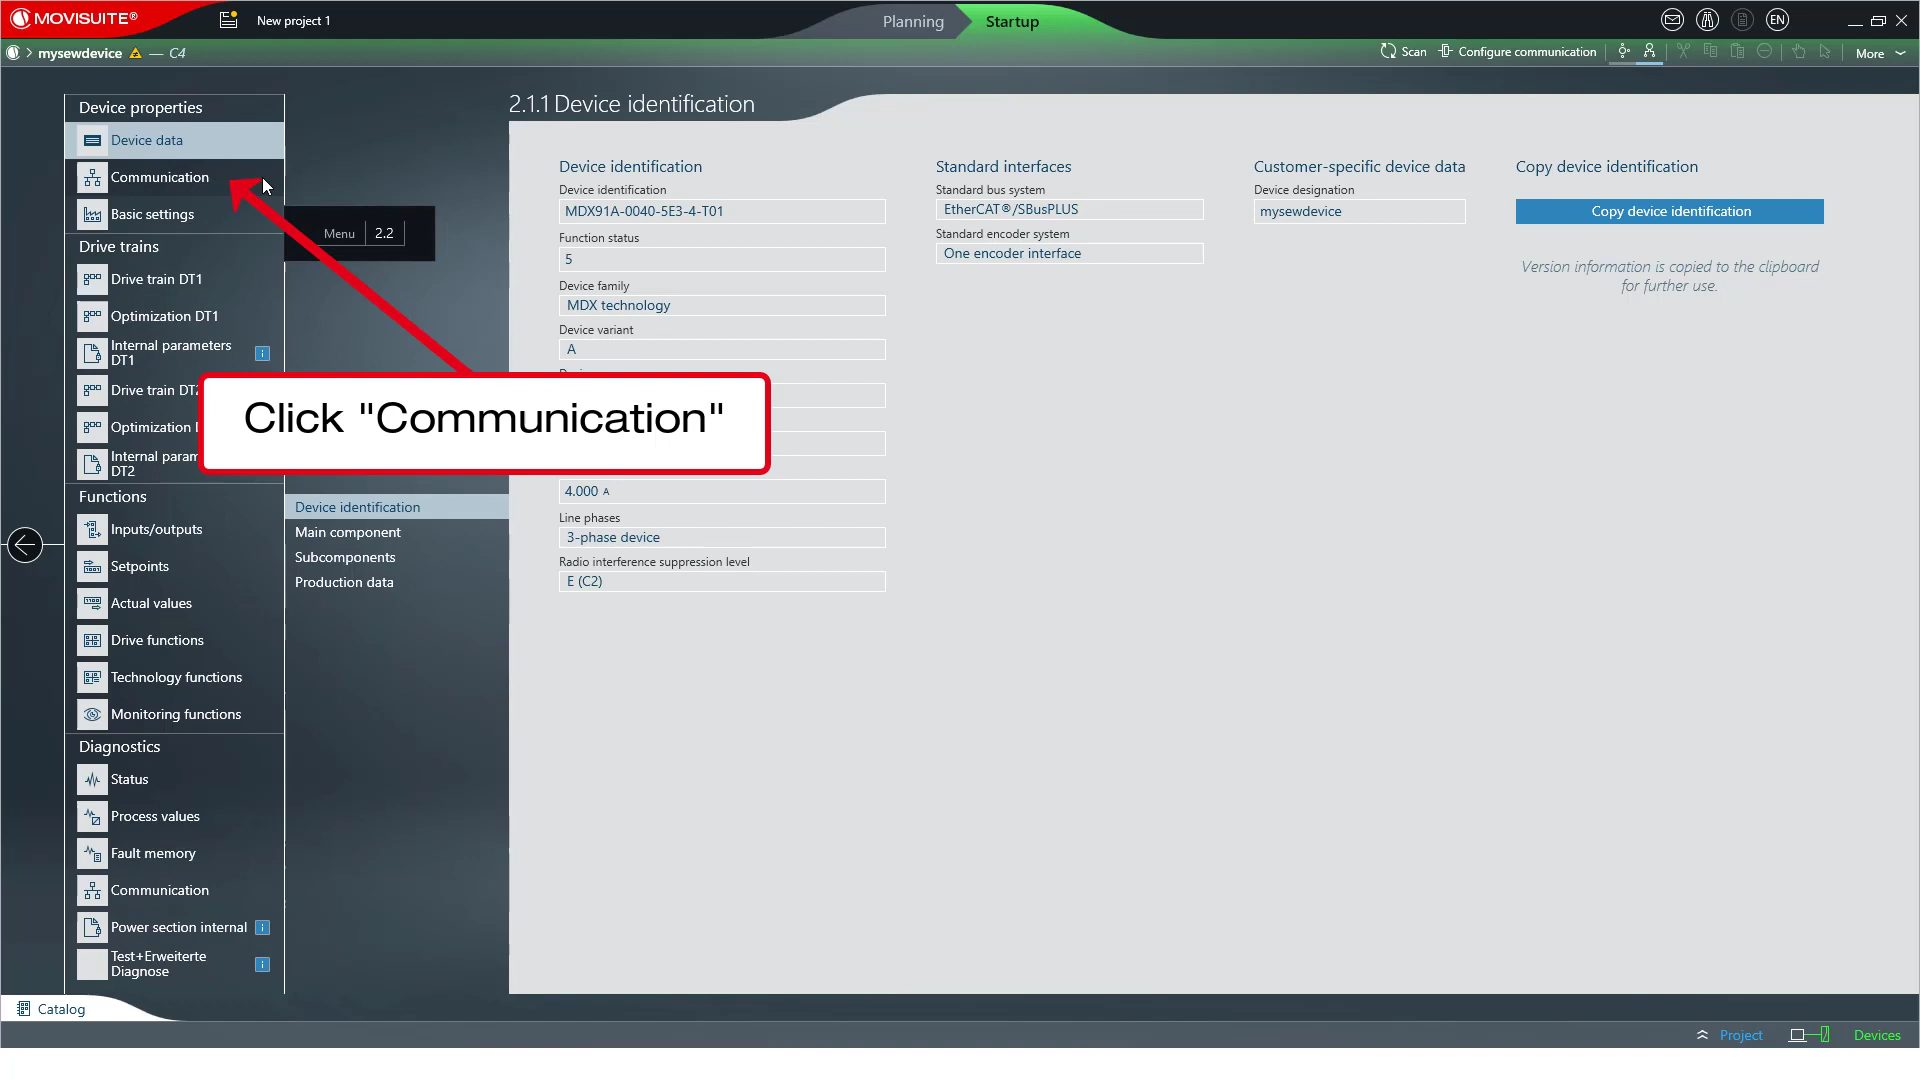 MOVISUITE®
New project 1
Planning
Startup
EN
mysewdevice — C4
Scan
Configure communication
More
Device properties
Device data
Communication
Basic settings
Menu 2.2
Drive trains
Drive train DT1
Optimization DT1
Internal parameters
DT1
Drive train DT2
Optimization
Internal
DT2
Click "Communication"
Functions
Inputs/outputs
Setpoints
Actual values
Drive functions
Technology functions
Monitoring functions
Diagnostics
Status
Process values
Fault memory
Communication
Power section internal
Test+Erweiterte
Diagnose
Device identification
Main component
Subcomponents
Production data
2.1.1 Device identification
Device identification
Device identification
MDX91A-0040-5E3-4-T01
Function status
5
Device family
MDX technology
Device variant
A
4.000 A
Line phases
3-phase device
Radio interference suppression level
E (C2)
Standard interfaces
Standard bus system
EtherCAT®/SBusPLUS
Standard encoder system
One encoder interface
Customer-specific device data
Device designation
mysewdevice
Copy device identification
Copy device identification
Version information is copied to the clipboard
for further use.
Catalog
Project
Devices